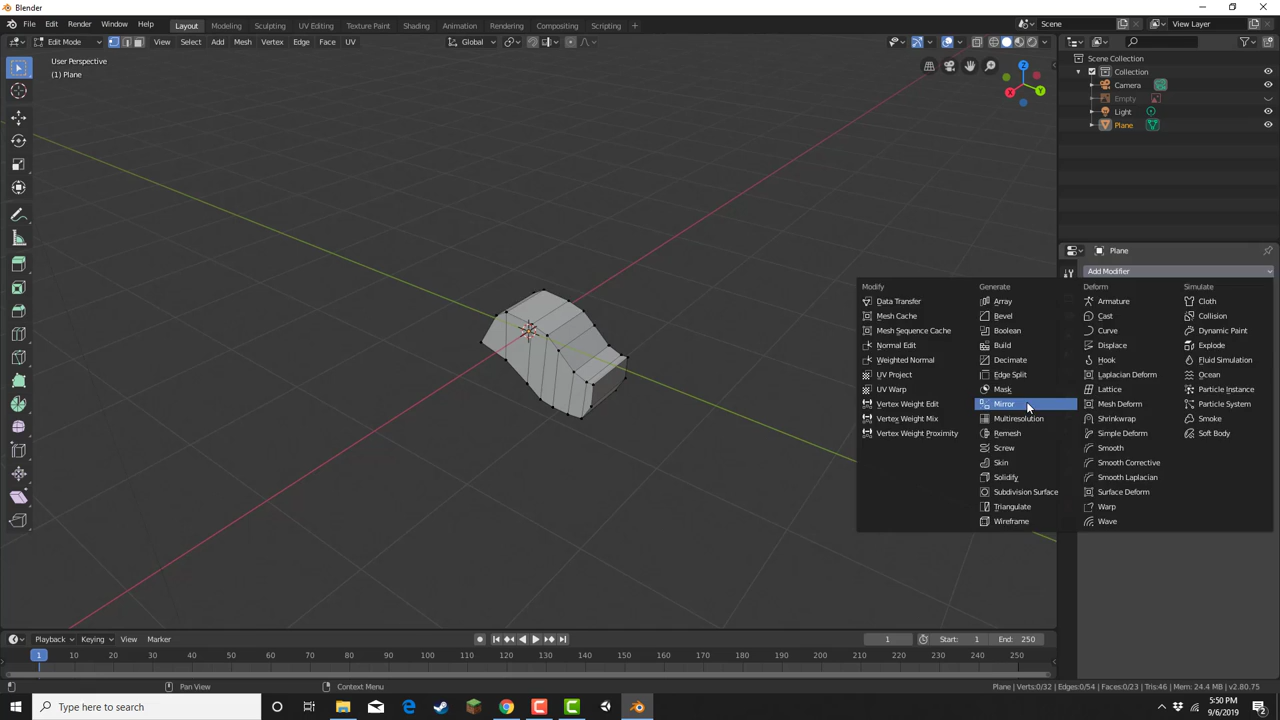 Blender
File Edit Render Window Help Layout Modeling Sculpting UV Editing Texture Paint Shading Animation Rendering Compositing Scripting + Scene View Layer
Edit Mode View Select Add Mesh Vertex Edge Face UV Global
User Perspective
(1) Plane
Z
X
Y
Scene Collection
Collection
Camera
Empty
Light
Plane
Plane
Add Modifier
Modify Generate Deform Simulate
Data Transfer Array Armature Cloth
Mesh Cache Bevel Cast Collision
Mesh Sequence Cache Boolean Curve Dynamic Paint
Normal Edit Build Displace Explode
Weighted Normal Decimate Hook Fluid Simulation
UV Project Edge Split Laplacian Deform Ocean
UV Warp Mask Lattice Particle Instance
Vertex Weight Edit Mirror Mesh Deform Particle System
Vertex Weight Mix Multiresolution Shrinkwrap Smoke
Vertex Weight Proximity Remesh Simple Deform Soft Body
Screw Smooth
Skin Smooth Corrective
Solidify Smooth Laplacian
Subdivision Surface Surface Deform
Triangulate Warp
Wireframe Wave
Playback Keying View Marker 1 Start: 1 End: 250
1 10 20 30 40 50 60 70 80 90 100 110 120 130 140 150 160 170 180 190 200 210 220 230 240 250
Pan View Context Menu Plane | Verts:0/32 | Edges:0/54 | Faces:0/23 | Tris:46 | Mem: 24.4 MB | v2.80.75
Type here to search
5:50 PM
9/6/2019
2